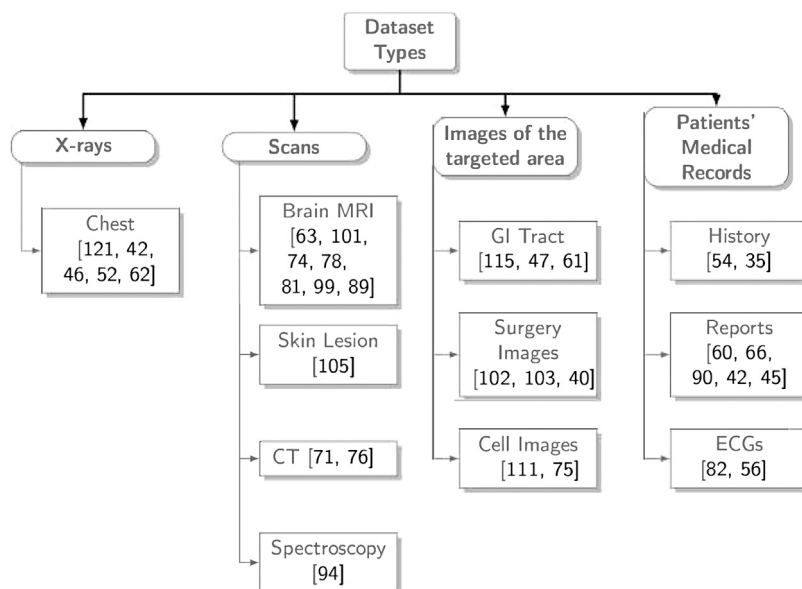 Dataset
Types
X-rays
Scans
Images of the
targeted area
Patients'
Medical
Records
Chest
[121, 42,
46, 52, 62]
Brain MRI
[63, 101,
74, 78,
81, 99, 89]
Skin Lesion
[105]
CT [71, 76]
Spectroscopy
[94]
GI Tract
[115, 47, 61]
Surgery
Images
[102, 103, 40]
Cell Images
[111, 75]
History
[54, 35]
Reports
[60, 66,
90, 42, 45]
ECGs
[82, 56]